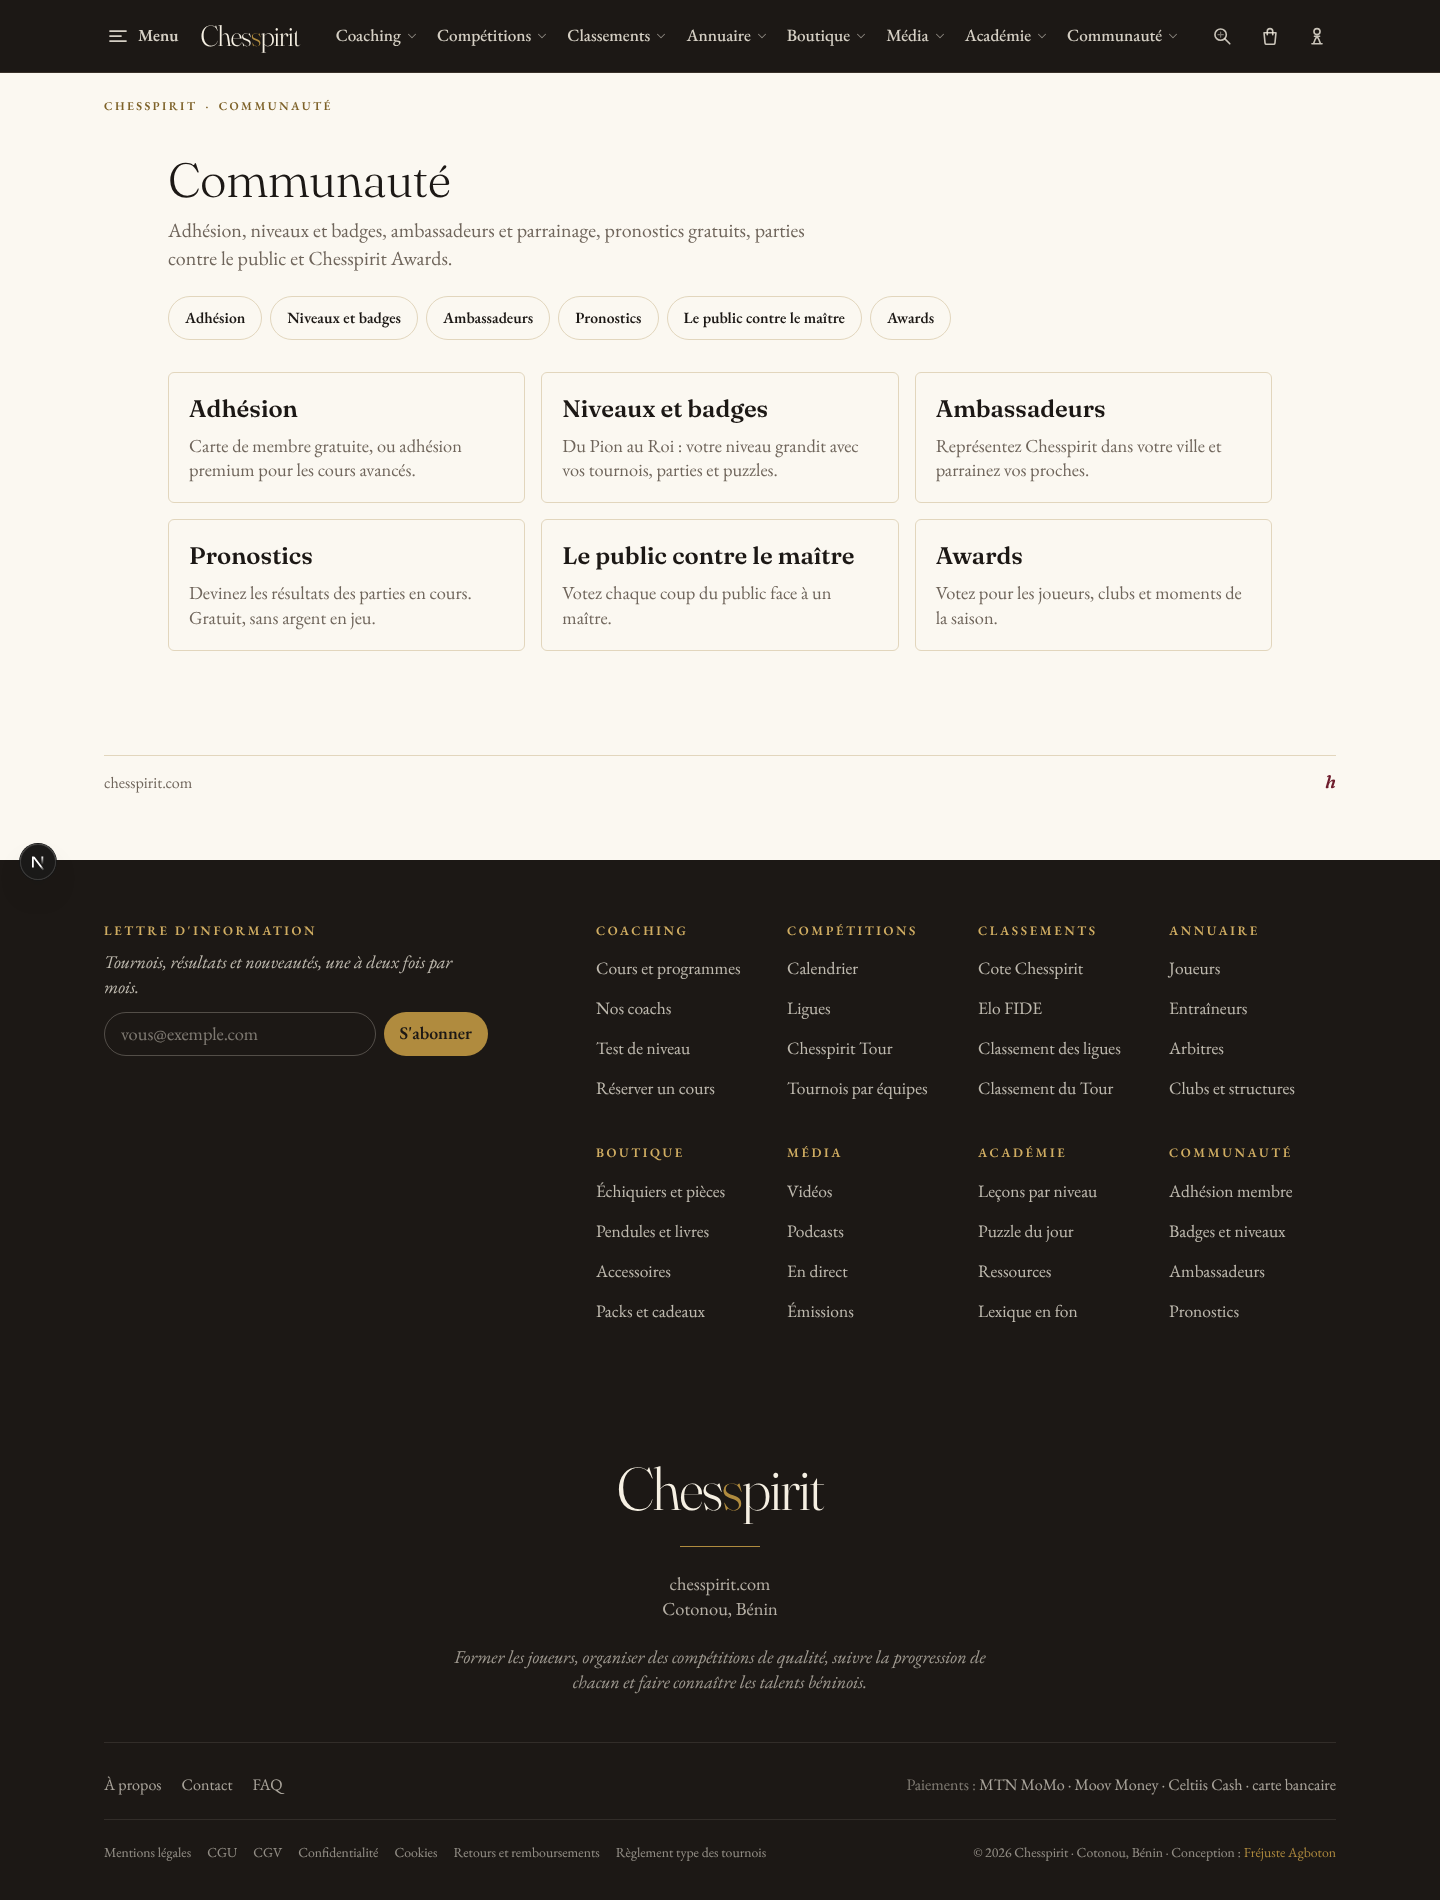 Menu
Chesspirit
Coaching
Compétitions
Classements
Annuaire
Boutique
Média
Académie
Communauté
CHESSPIRIT · COMMUNAUTÉ
Communauté
Adhésion, niveaux et badges, ambassadeurs et parrainage, pronostics gratuits, parties
contre le public et Chesspirit Awards.
Adhésion
Niveaux et badges
Ambassadeurs
Pronostics
Le public contre le maître
Awards
Adhésion
Carte de membre gratuite, ou adhésion
premium pour les cours avancés.
Niveaux et badges
Du Pion au Roi : votre niveau grandit avec
vos tournois, parties et puzzles.
Ambassadeurs
Représentez Chesspirit dans votre ville et
parrainez vos proches.
Pronostics
Devinez les résultats des parties en cours.
Gratuit, sans argent en jeu.
Le public contre le maître
Votez chaque coup du public face à un
maître.
Awards
Votez pour les joueurs, clubs et moments de
la saison.
chesspirit.com
h
N
LETTRE D'INFORMATION
Tournois, résultats et nouveautés, une à deux fois par
mois.
vous@exemple.com
S'abonner
COACHING
Cours et programmes
Nos coachs
Test de niveau
Réserver un cours
COMPÉTITIONS
Calendrier
Ligues
Chesspirit Tour
Tournois par équipes
CLASSEMENTS
Cote Chesspirit
Elo FIDE
Classement des ligues
Classement du Tour
ANNUAIRE
Joueurs
Entraîneurs
Arbitres
Clubs et structures
BOUTIQUE
Échiquiers et pièces
Pendules et livres
Accessoires
Packs et cadeaux
MÉDIA
Vidéos
Podcasts
En direct
Émissions
ACADÉMIE
Leçons par niveau
Puzzle du jour
Ressources
Lexique en fon
COMMUNAUTÉ
Adhésion membre
Badges et niveaux
Ambassadeurs
Pronostics
Chesspirit
chesspirit.com
Cotonou, Bénin
Former les joueurs, organiser des compétitions de qualité, suivre la progression de
chacun et faire connaître les talents béninois.
À propos
Contact
FAQ
Paiements : MTN MoMo · Moov Money · Celtiis Cash · carte bancaire
Mentions légales
CGU
CGV
Confidentialité
Cookies
Retours et remboursements
Règlement type des tournois
© 2026 Chesspirit · Cotonou, Bénin · Conception : Fréjuste Agboton